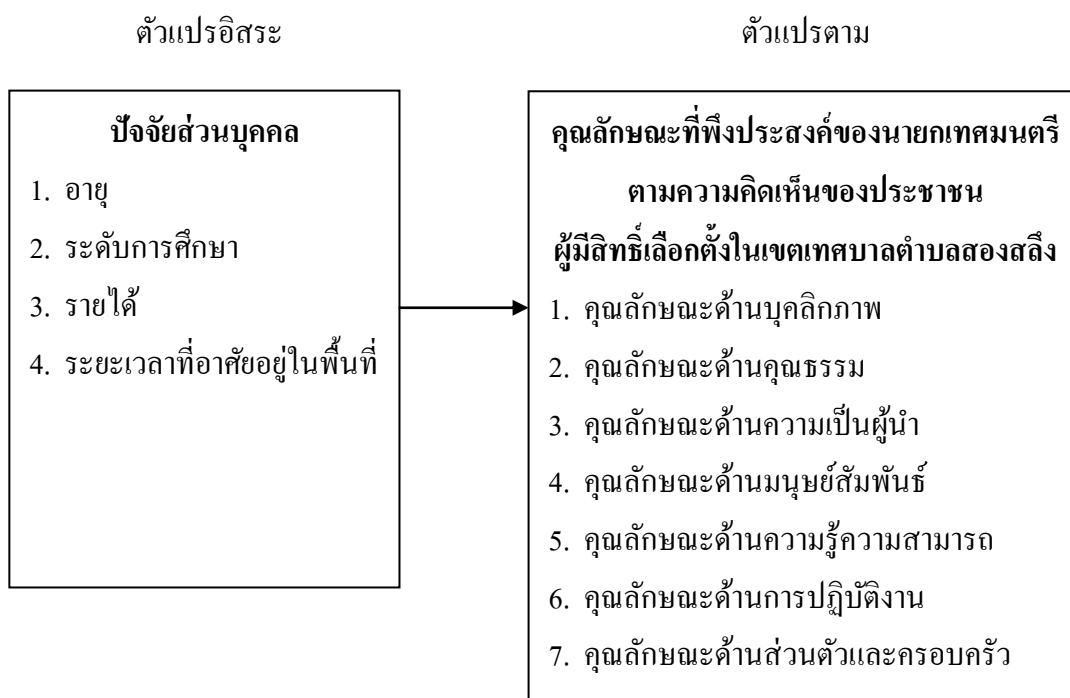 ตัวแปรอิสระ
ตัวแปรตาม
ปัจจัยส่วนบุคคล
1. อายุ
2. ระดับการศึกษา
3. รายได้
4. ระยะเวลาที่อาศัยอยู่ในพื้นที่
คุณลักษณะที่พึงประสงค์ของนายกเทศมนตรี
ตามความคิดเห็นของประชาชน
ผู้มีสิทธิ์เลือกตั้งในเขตเทศบาลตำบลสองสลึง
1. คุณลักษณะด้านบุคลิกภาพ
2. คุณลักษณะด้านคุณธรรม
3. คุณลักษณะด้านความเป็นผู้นำ
4. คุณลักษณะด้านมนุษย์สัมพันธ์
5. คุณลักษณะด้านความรู้ความสามารถ
6. คุณลักษณะด้านการปฏิบัติงาน
7. คุณลักษณะด้านส่วนตัวและครอบครัว